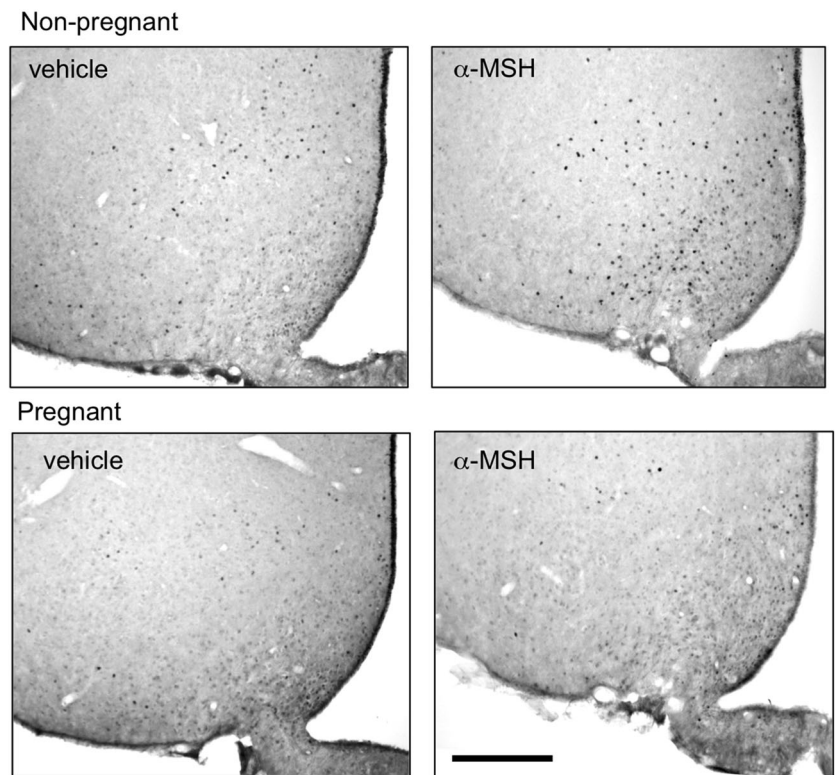 Non-pregnant
vehicle
α-MSH
Pregnant
vehicle
α-MSH